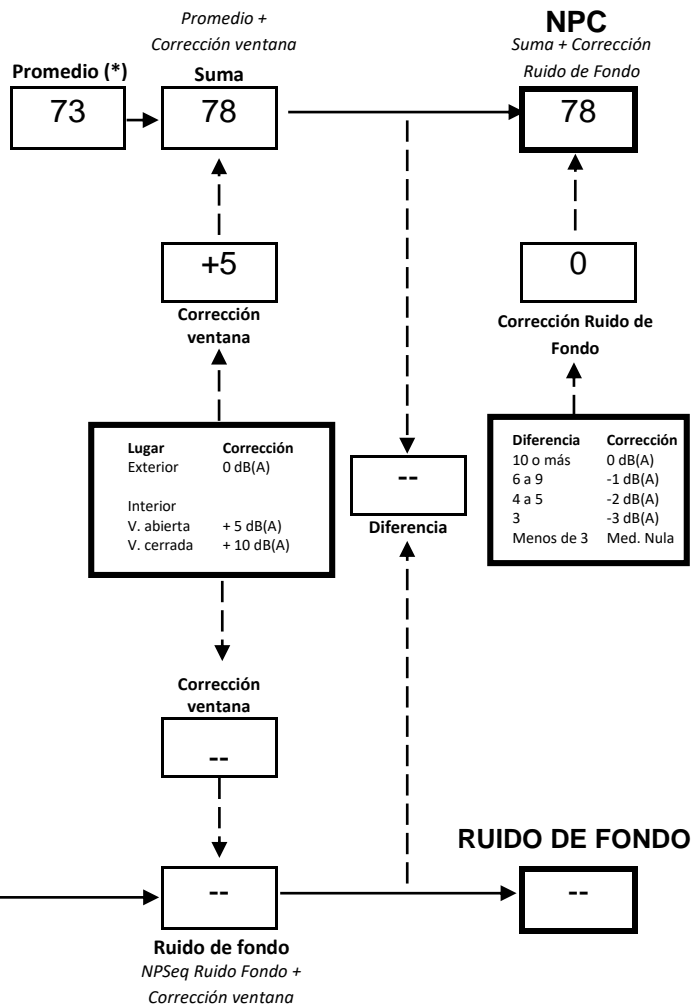 Promedio +
Corrección ventana
NPC
Suma + Corrección
Ruido de Fondo
Promedio (*)
Suma
73
78
78
+5
0
Corrección
ventana
Corrección Ruido de
Fondo
Lugar Corrección
Exterior 0 dB(A)
Interior
V. abierta + 5 dB(A)
V. cerrada + 10 dB(A)
--
Diferencia
Diferencia Corrección
10 o más 0 dB(A)
6 a 9 -1 dB(A)
4 a 5 -2 dB(A)
3 -3 dB(A)
Menos de 3 Med. Nula
Corrección
ventana
--
RUIDO DE FONDO
--
--
Ruido de fondo
NPSeq Ruido Fondo +
Corrección ventana